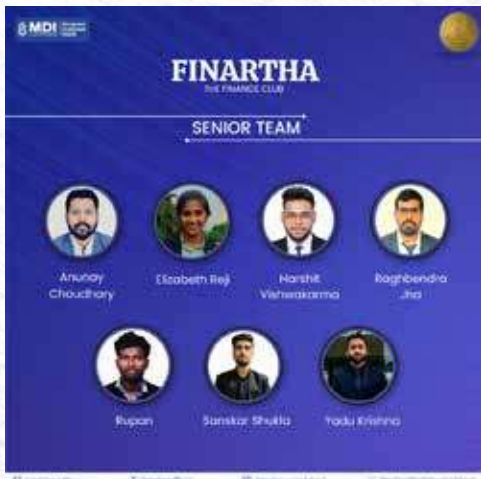 MDI
FINARTHA
THE FINANCE CLUB
SENIOR TEAM
Anunay
Choudhary
Elizabeth Reji
Harshit
Vishwakarma
Raghbendra
Jha
Rupan
Sanskar Shukla
Yadu Krishna